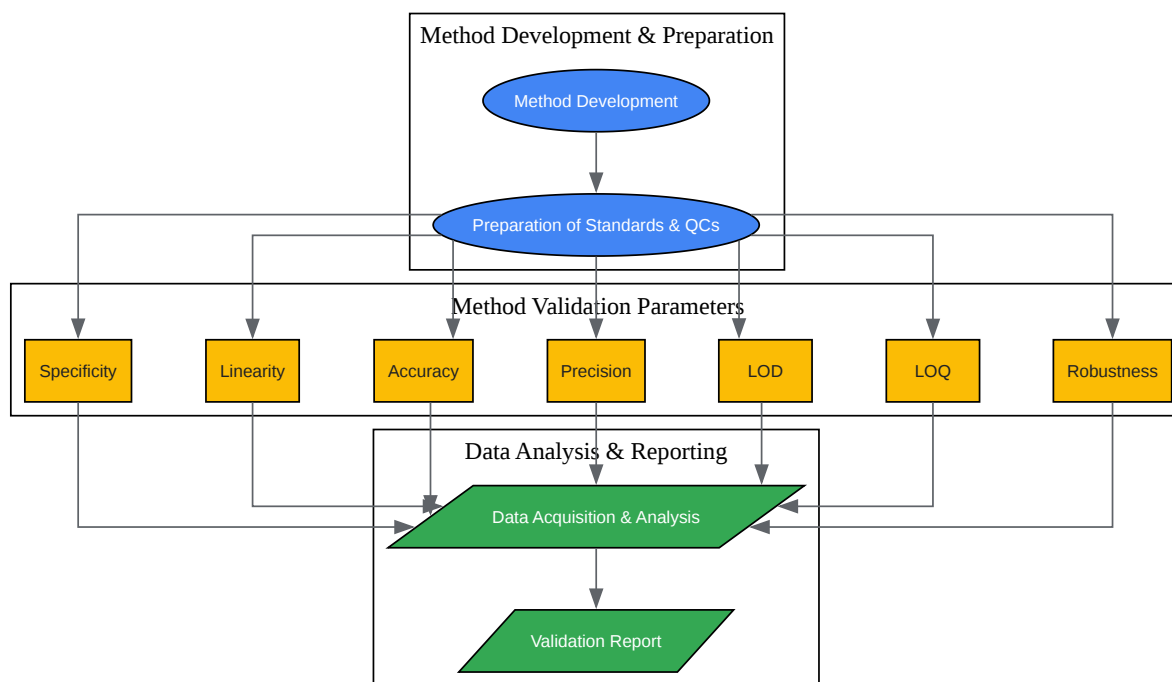 Method Development & Preparation
Method Development
Preparation of Standards & QCs
Method Validation Parameters
Specificity
Linearity
Accuracy
Precision
LOD
LOQ
Robustness
Data Analysis & Reporting
Data Acquisition & Analysis
Validation Report